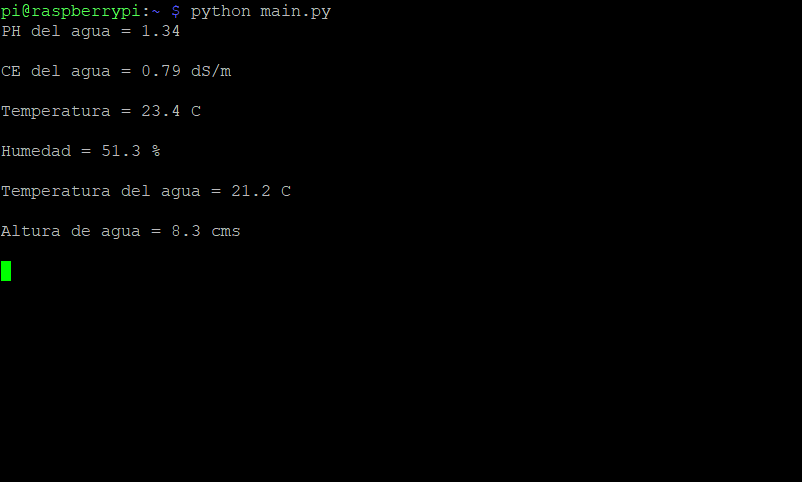 pi@raspberrypi:~ $ python main.py
PH del agua = 1.34
CE del agua = 0.79 dS/m
Temperatura = 23.4 C
Humedad = 51.3 %
Temperatura del agua = 21.2 C
Altura de agua = 8.3 cms